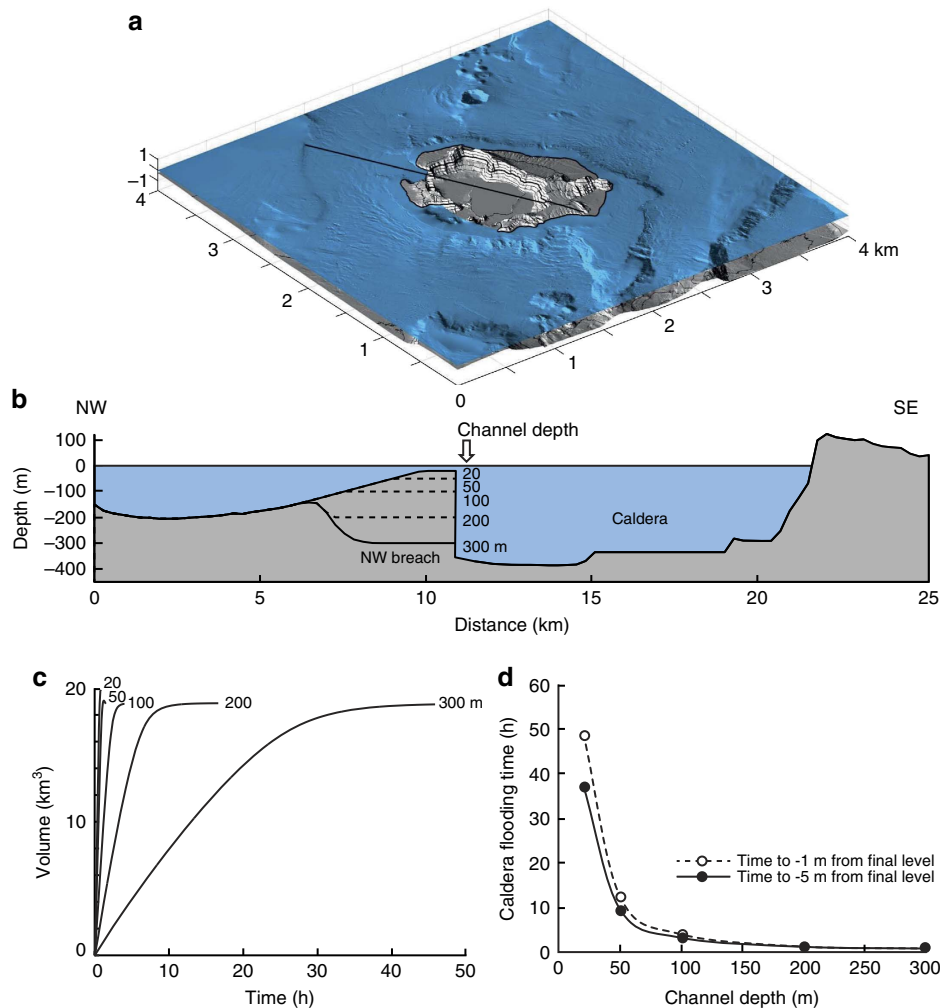 a
1
−1
4
3
2
1
0
1
2
3
4 km
b
NW
SE
Channel depth
100
0
−100
−200
−300
−400
Depth (m)
20
50
100
200
300 m
NW breach
Caldera
0
5
10
15
20
25
Distance (km)
c
20
10
0
Volume (km³)
20
50
100
200
300 m
0
10
20
30
40
50
Time (h)
d
60
50
40
30
20
10
0
Caldera flooding time (h)
Time to -1 m from final level
Time to -5 m from final level
0
50
100
150
200
250
300
Channel depth (m)